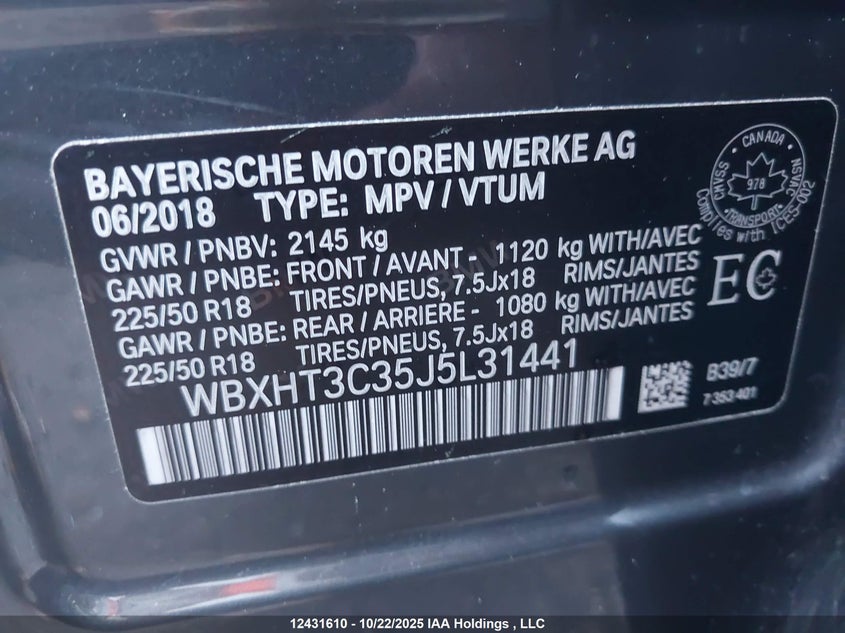 BAYERISCHE MOTOREN WERKE AG
06/2018 TYPE: MPV / VTUM
GVWR / PNBV: 2145 kg
GAWR / PNBE: FRONT / AVANT - 1120 kg WITH/AVEC
225/50 R18 TIRES/PNEUS, 7.5Jx18 RIMS/JANTES
GAWR / PNBE: REAR / ARRIERE - 1080 kg WITH/AVEC
225/50 R18 TIRES/PNEUS, 7.5Jx18 RIMS/JANTES
WBXHT3C35J5L31441
CANADA
CMVSS NSVAC
978
TRANSPORT
Complies with ICES-002
EC
B39/7
7 353 401
12431610 - 10/22/2025 IAA Holdings , LLC